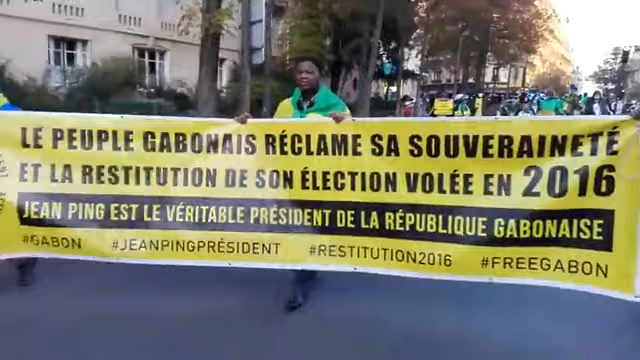 LE PEUPLE GABONAIS RÉCLAME SA SOUVERAINETÉ
ET LA RESTITUTION DE SON ÉLECTION VOLÉE EN 2016
JEAN PING EST LE VÉRITABLE PRÉSIDENT DE LA RÉPUBLIQUE GABONAISE
#GABON #JEANPINGPRÉSIDENT #RESTITUTION2016 #FREEGABON